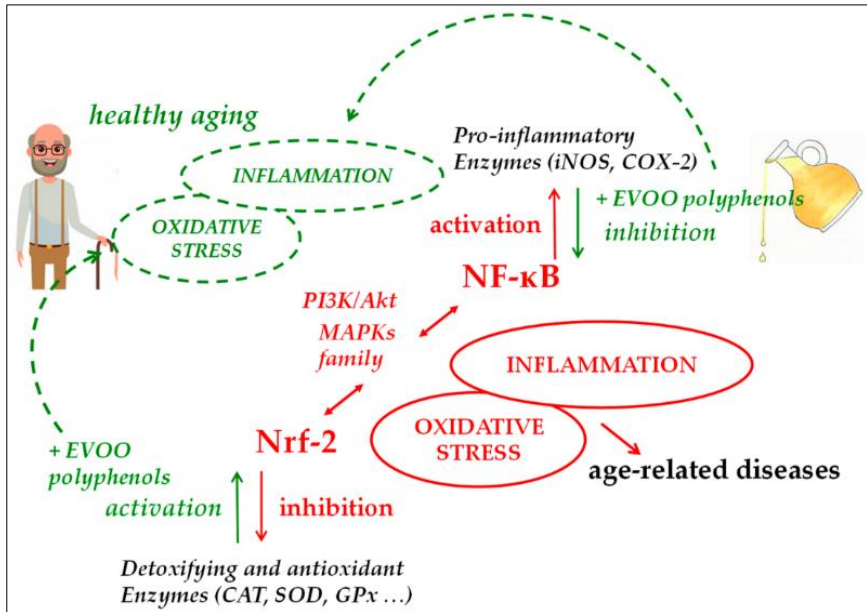 healthy aging
INFLAMMATION
OXIDATIVE
STRESS
Pro-inflammatory
Enzymes (iNOS, COX-2)
+ EVOO polyphenols
inhibition
activation
NF-κB
PI3K/Akt
MAPKs
family
INFLAMMATION
OXIDATIVE
STRESS
age-related diseases
Nrf-2
+ EVOO
polyphenols
activation
inhibition
Detoxifying and antioxidant
Enzymes (CAT, SOD, GPx ...)